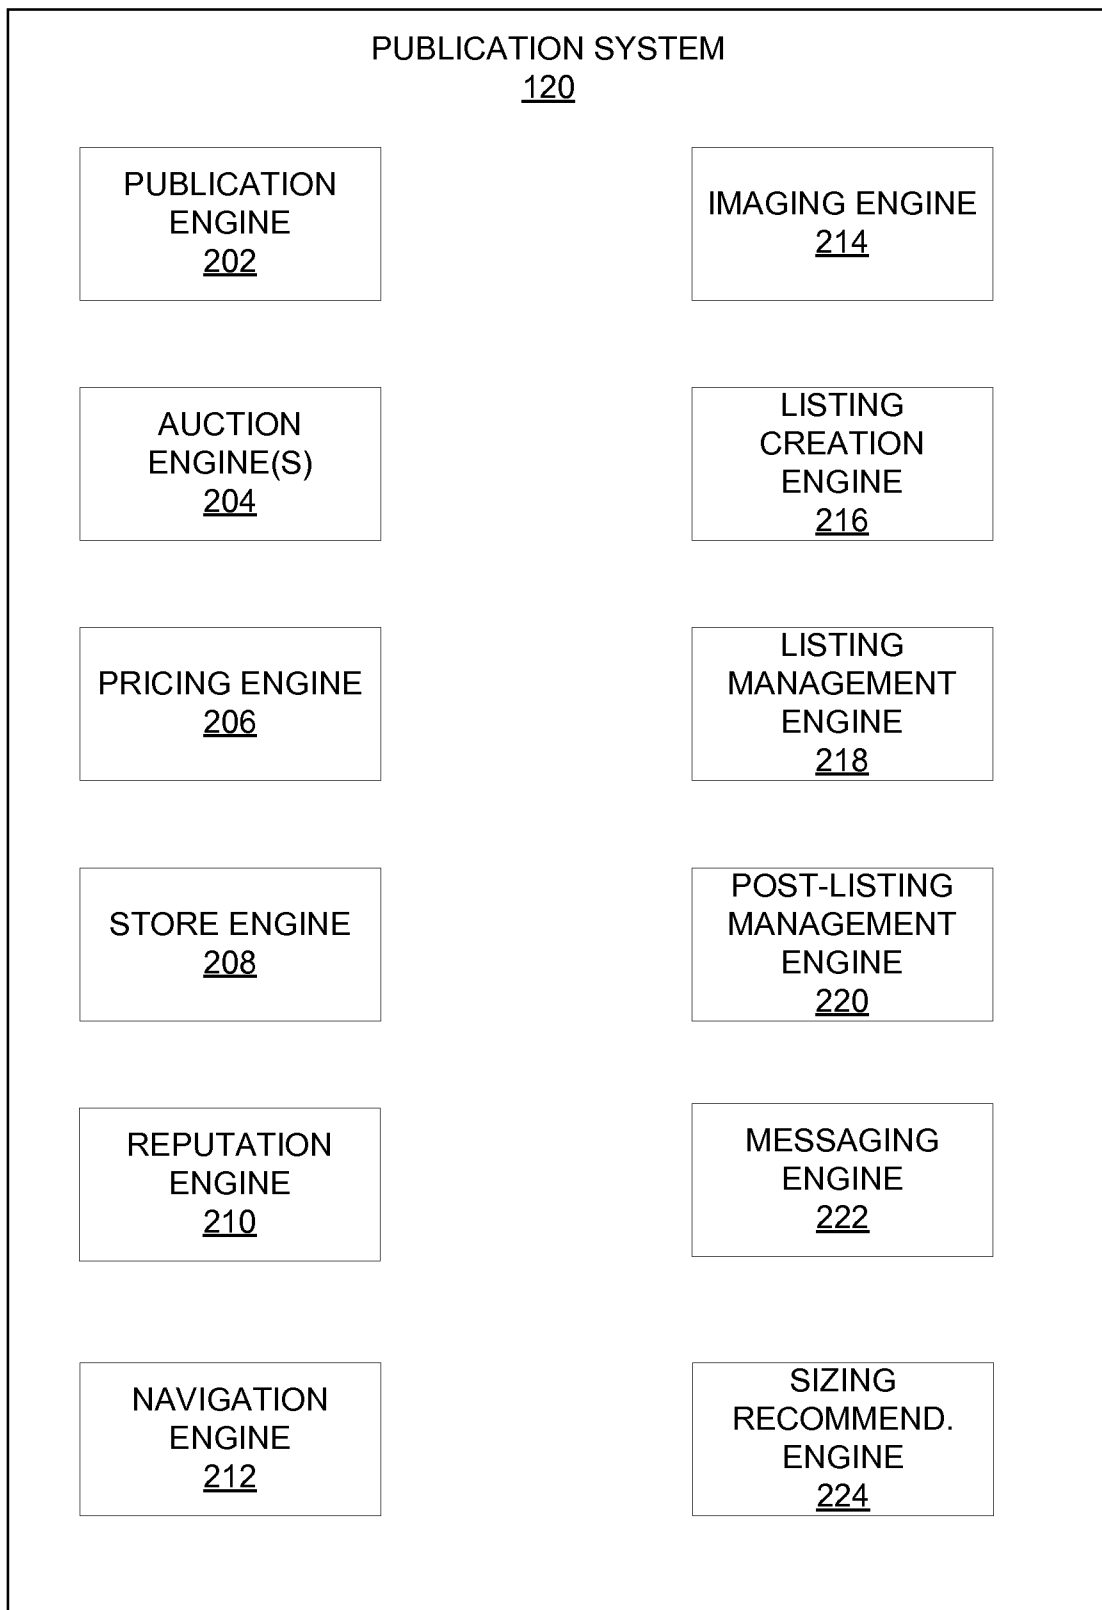 PUBLICATION SYSTEM
120
PUBLICATION
ENGINE
202
AUCTION
ENGINE(S)
204
PRICING ENGINE
206
STORE ENGINE
208
REPUTATION
ENGINE
210
NAVIGATION
ENGINE
212
IMAGING ENGINE
214
LISTING
CREATION
ENGINE
216
LISTING
MANAGEMENT
ENGINE
218
POST-LISTING
MANAGEMENT
ENGINE
220
MESSAGING
ENGINE
222
SIZING
RECOMMEND.
ENGINE
224